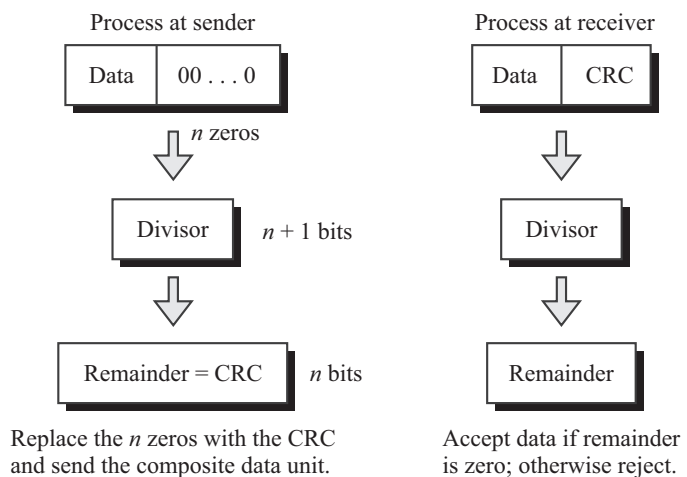 Process at sender
Data
00 . . . 0
n zeros
Divisor
n + 1 bits
Remainder = CRC
n bits
Replace the n zeros with the CRC
and send the composite data unit.
Process at receiver
Data
CRC
Divisor
Remainder
Accept data if remainder
is zero; otherwise reject.